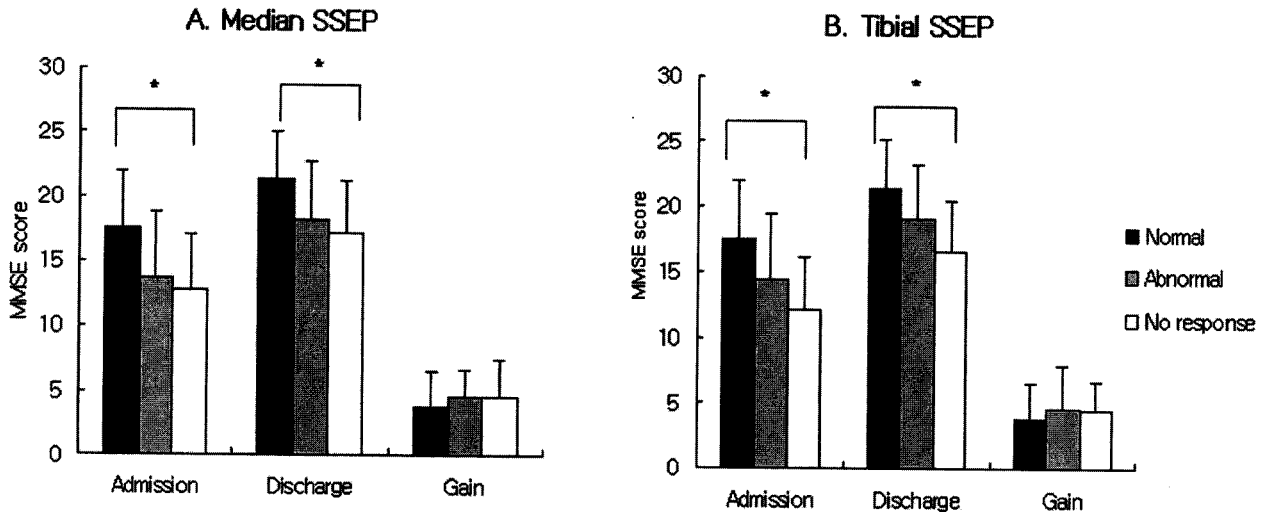 A. Median SSEP
30
25
20
15
10
5
0
MMSE score
*
*
Admission
Discharge
Gain
B. Tibial SSEP
30
25
20
15
10
5
0
MMSE score
*
*
Admission
Discharge
Gain
Normal
Abnormal
No response